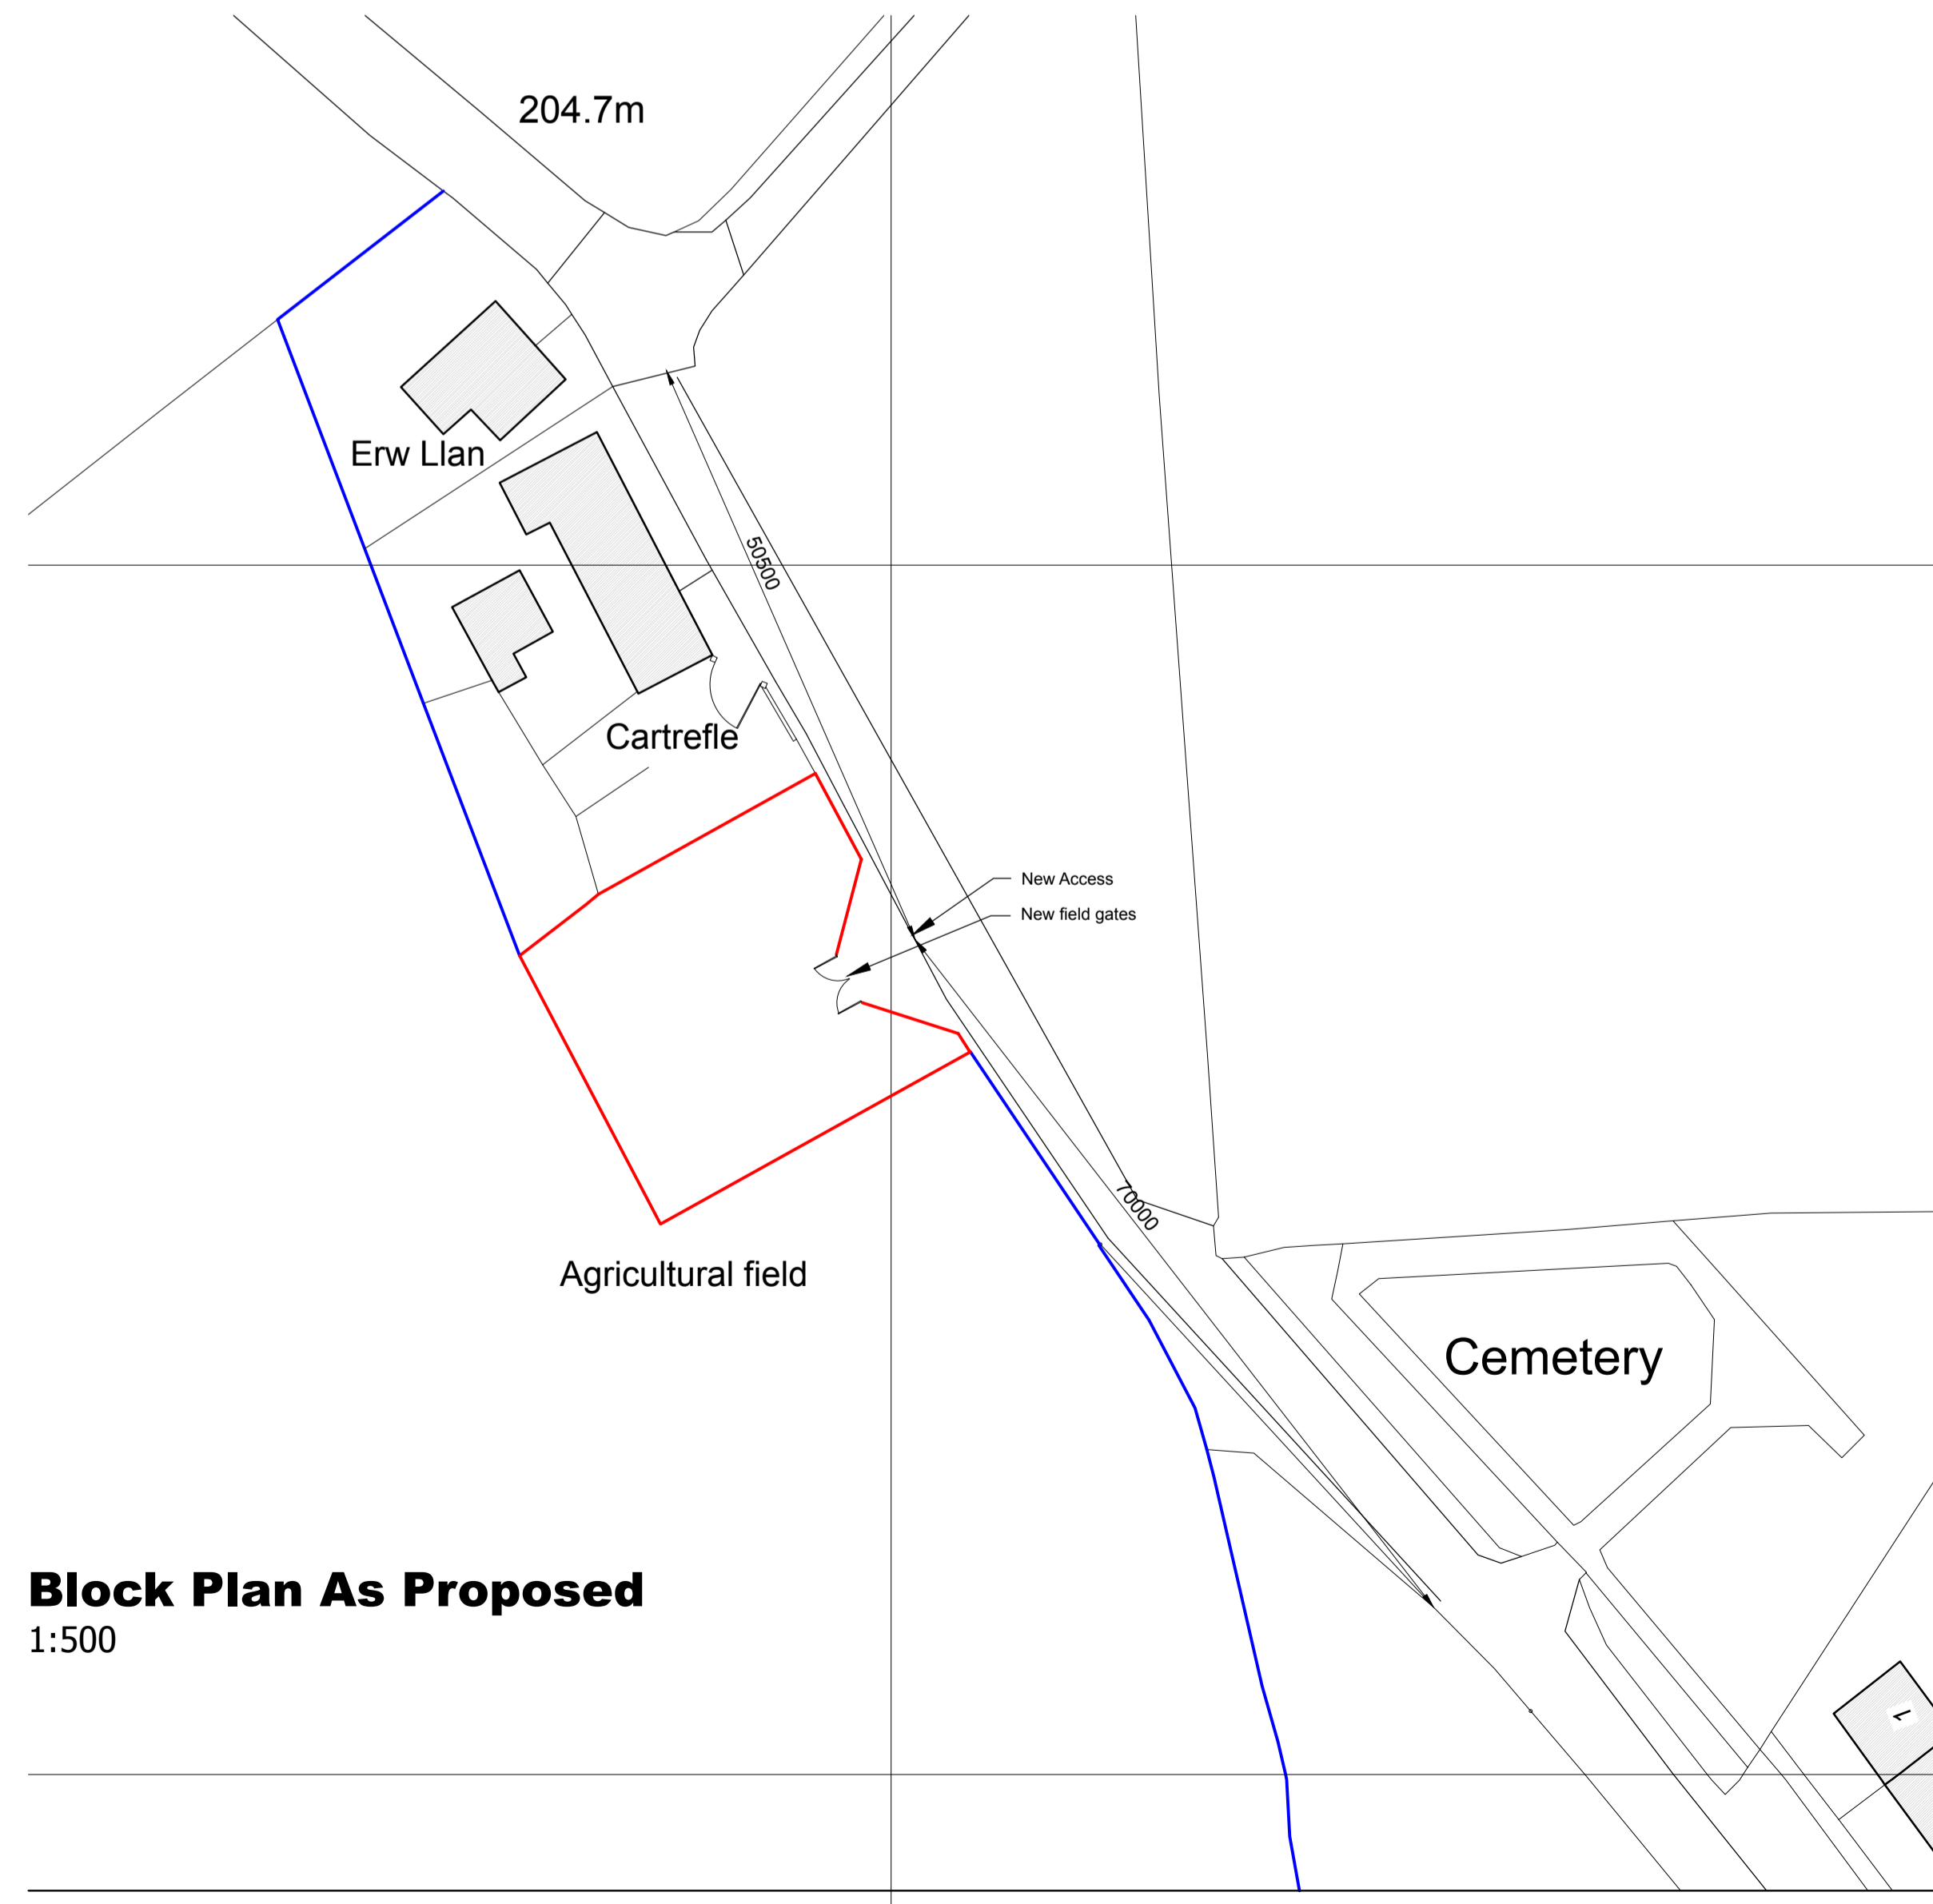 204.7m
Erw Llan
50500
Cartrefle
New Access
New field gates
70000
Agricultural field
Cemetery
Block Plan As Proposed
1:500
1